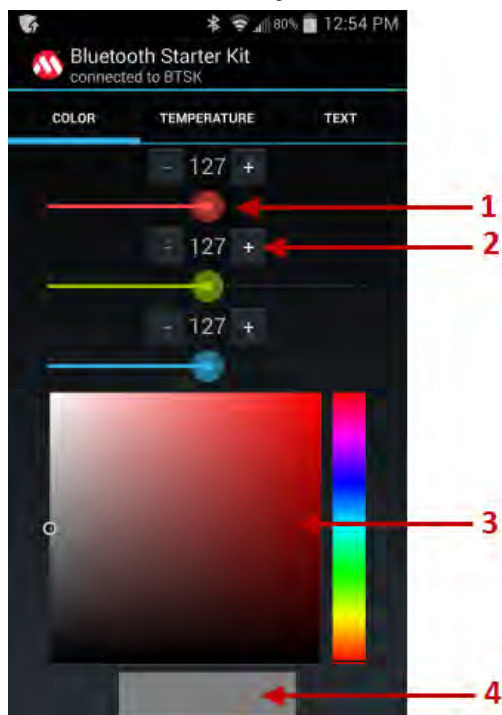 80% 12:54 PM
Bluetooth Starter Kit
connected to BTSK
COLOR TEMPERATURE TEXT
- 127 +
1
- 127 +
2
- 127 +
3
4